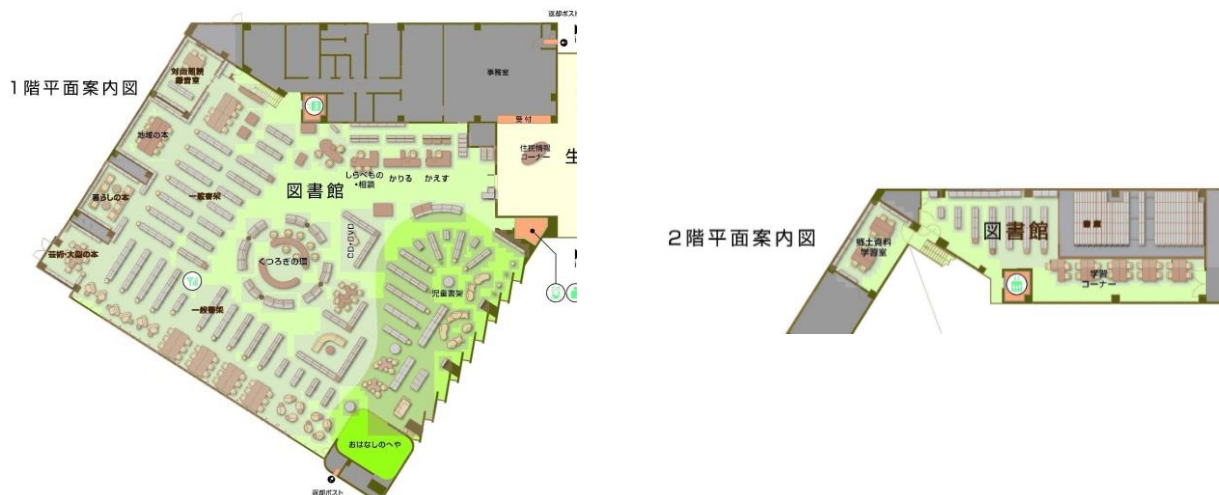 返却ポスト
1階平面案内図
対面朗読
録音室
事務室
受付
地域の本
住民情報
コーナー
生
しらべもの
・相談
かりる
かえす
暮らしの本
一般書架
図書館
CD・DVD
くつろぎの環
芸術・大型の本
児童書架
一般書架
おはなしのへや
返却ポスト
2階平面案内図
郷土資料
学習室
図書館
書庫
学習
コーナー